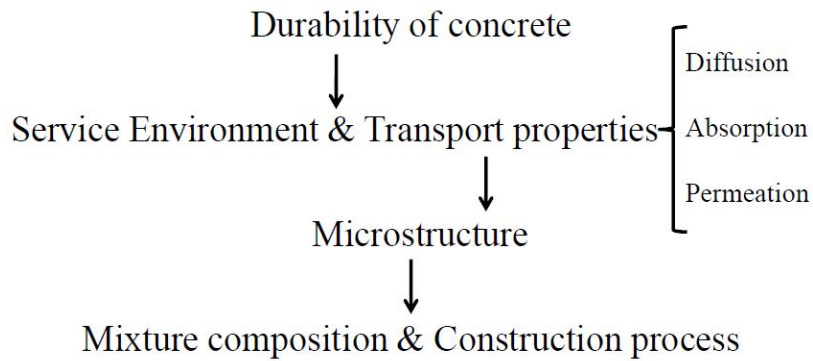 Durability of concrete
Service Environment & Transport properties
Diffusion
Absorption
Permeation
Microstructure
Mixture composition & Construction process